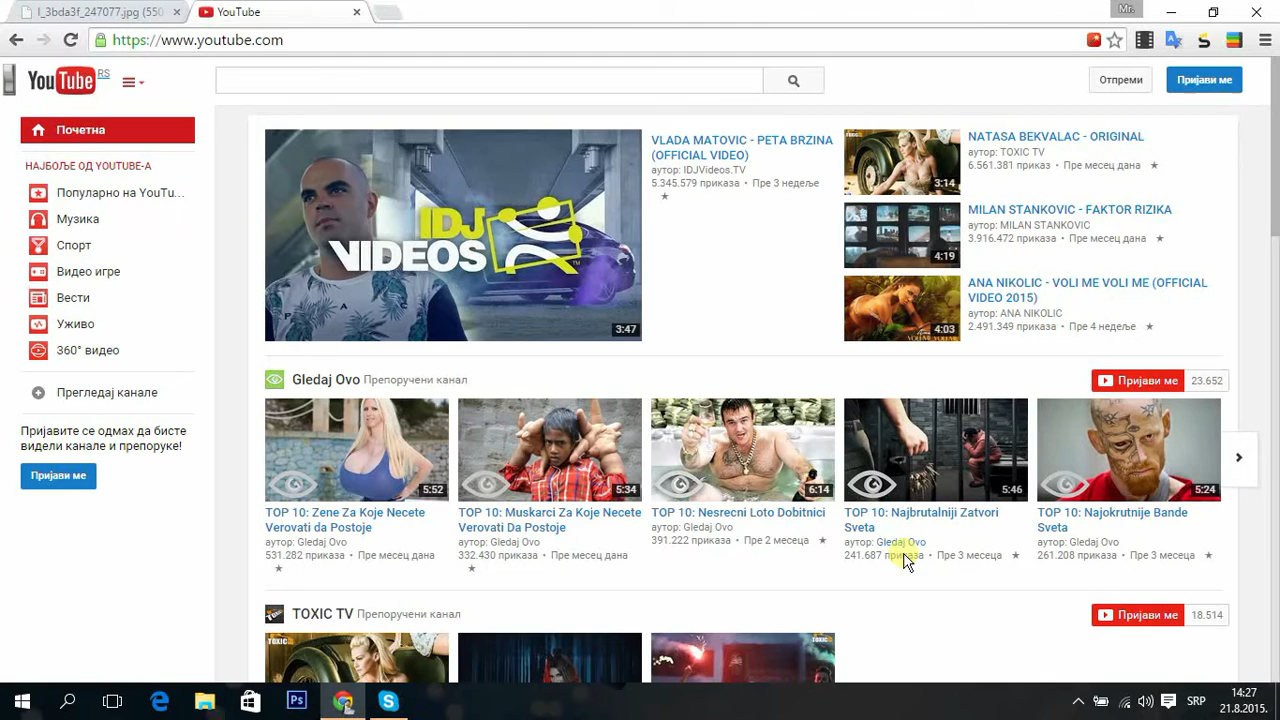 l_3bda3f_247077.jpg (550
YouTube
Mr.
https://www.youtube.com
YouTube RS
Отпреми
Пријави ме
Почетна
НАЈБОЉЕ ОД YOUTUBE-А
Популарно на YouTu...
Музика
Спорт
Видео игре
Вести
Уживо
360° видео
Прегледај канале
Пријавите се одмах да бисте
видели канале и препоруке!
Пријави ме
IDJ
VIDEOS
TM
P A C
3:47
VLADA MATOVIC - PETA BRZINA
(OFFICIAL VIDEO)
аутор: IDJVideos.TV
5.345.579 приказа • Пре 3 недеље
3:14
NATASA BEKVALAC - ORIGINAL
аутор: TOXIC TV
6.561.381 приказ • Пре месец дана
4:19
MILAN STANKOVIC - FAKTOR RIZIKA
аутор: MILAN STANKOVIC
3.916.472 приказа • Пре месец дана
4:03
ANA NIKOLIC - VOLI ME VOLI ME (OFFICIAL
VIDEO 2015)
аутор: ANA NIKOLIC
2.491.349 приказа • Пре 4 недеље
Gledaj Ovo Препоручени канал
Пријави ме 23.652
5:52
TOP 10: Zene Za Koje Necete
Verovati da Postoje
аутор: Gledaj Ovo
531.282 приказа • Пре месец дана
5:34
TOP 10: Muskarci Za Koje Necete
Verovati Da Postoje
аутор: Gledaj Ovo
332.430 приказа • Пре месец дана
6:14
TOP 10: Nesrecni Loto Dobitnici
аутор: Gledaj Ovo
391.222 приказа • Пре 2 месеца
5:46
TOP 10: Najbrutalniji Zatvori
Sveta
аутор: Gledaj Ovo
241.687 приказа • Пре 3 месеца
5:24
TOP 10: Najokrutnije Bande
Sveta
аутор: Gledaj Ovo
261.208 приказа • Пре 3 месеца
TOXIC TV Препоручени канал
Пријави ме 18.514
Ps
СРП
14:27
21.8.2015.